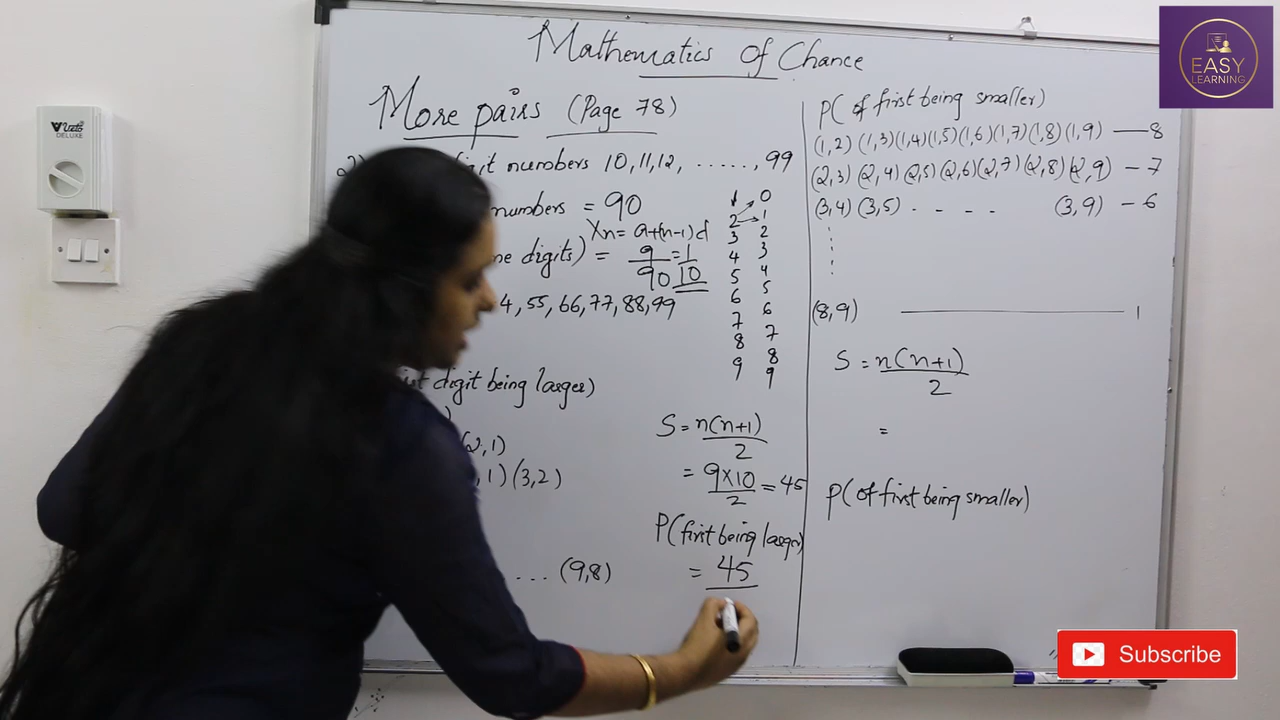 Mathematics Of Chance
More pairs (Page 78)
2)
digit numbers 10,11,12, ......, 99
numbers = 90
Xn= a+(n-1)d
digits) = 9/90 = 1/10
55, 66, 77, 88, 99
digit being larger)
(2,1)
1) (3,2)
... (9,8)
1 0
2 1
3 2
4 3
5 4
6 5
7 6
8 7
9 8
9
S = n(n+1)/2
= 9×10/2 = 45
P(first being larger)
= 45
P( of first being smaller)
(1,2) (1,3) (1,4) (1,5) (1,6) (1,7) (1,8) (1,9) — 8
(2,3) (2,4) (2,5) (2,6) (2,7) (2,8) (2,9) - 7
(3,4) (3,5) - - - - (3,9) - 6
(8,9) — 1
S = n(n+1)/2
=
P( of first being smaller)
EASY
LEARNING
Subscribe
DELUXE